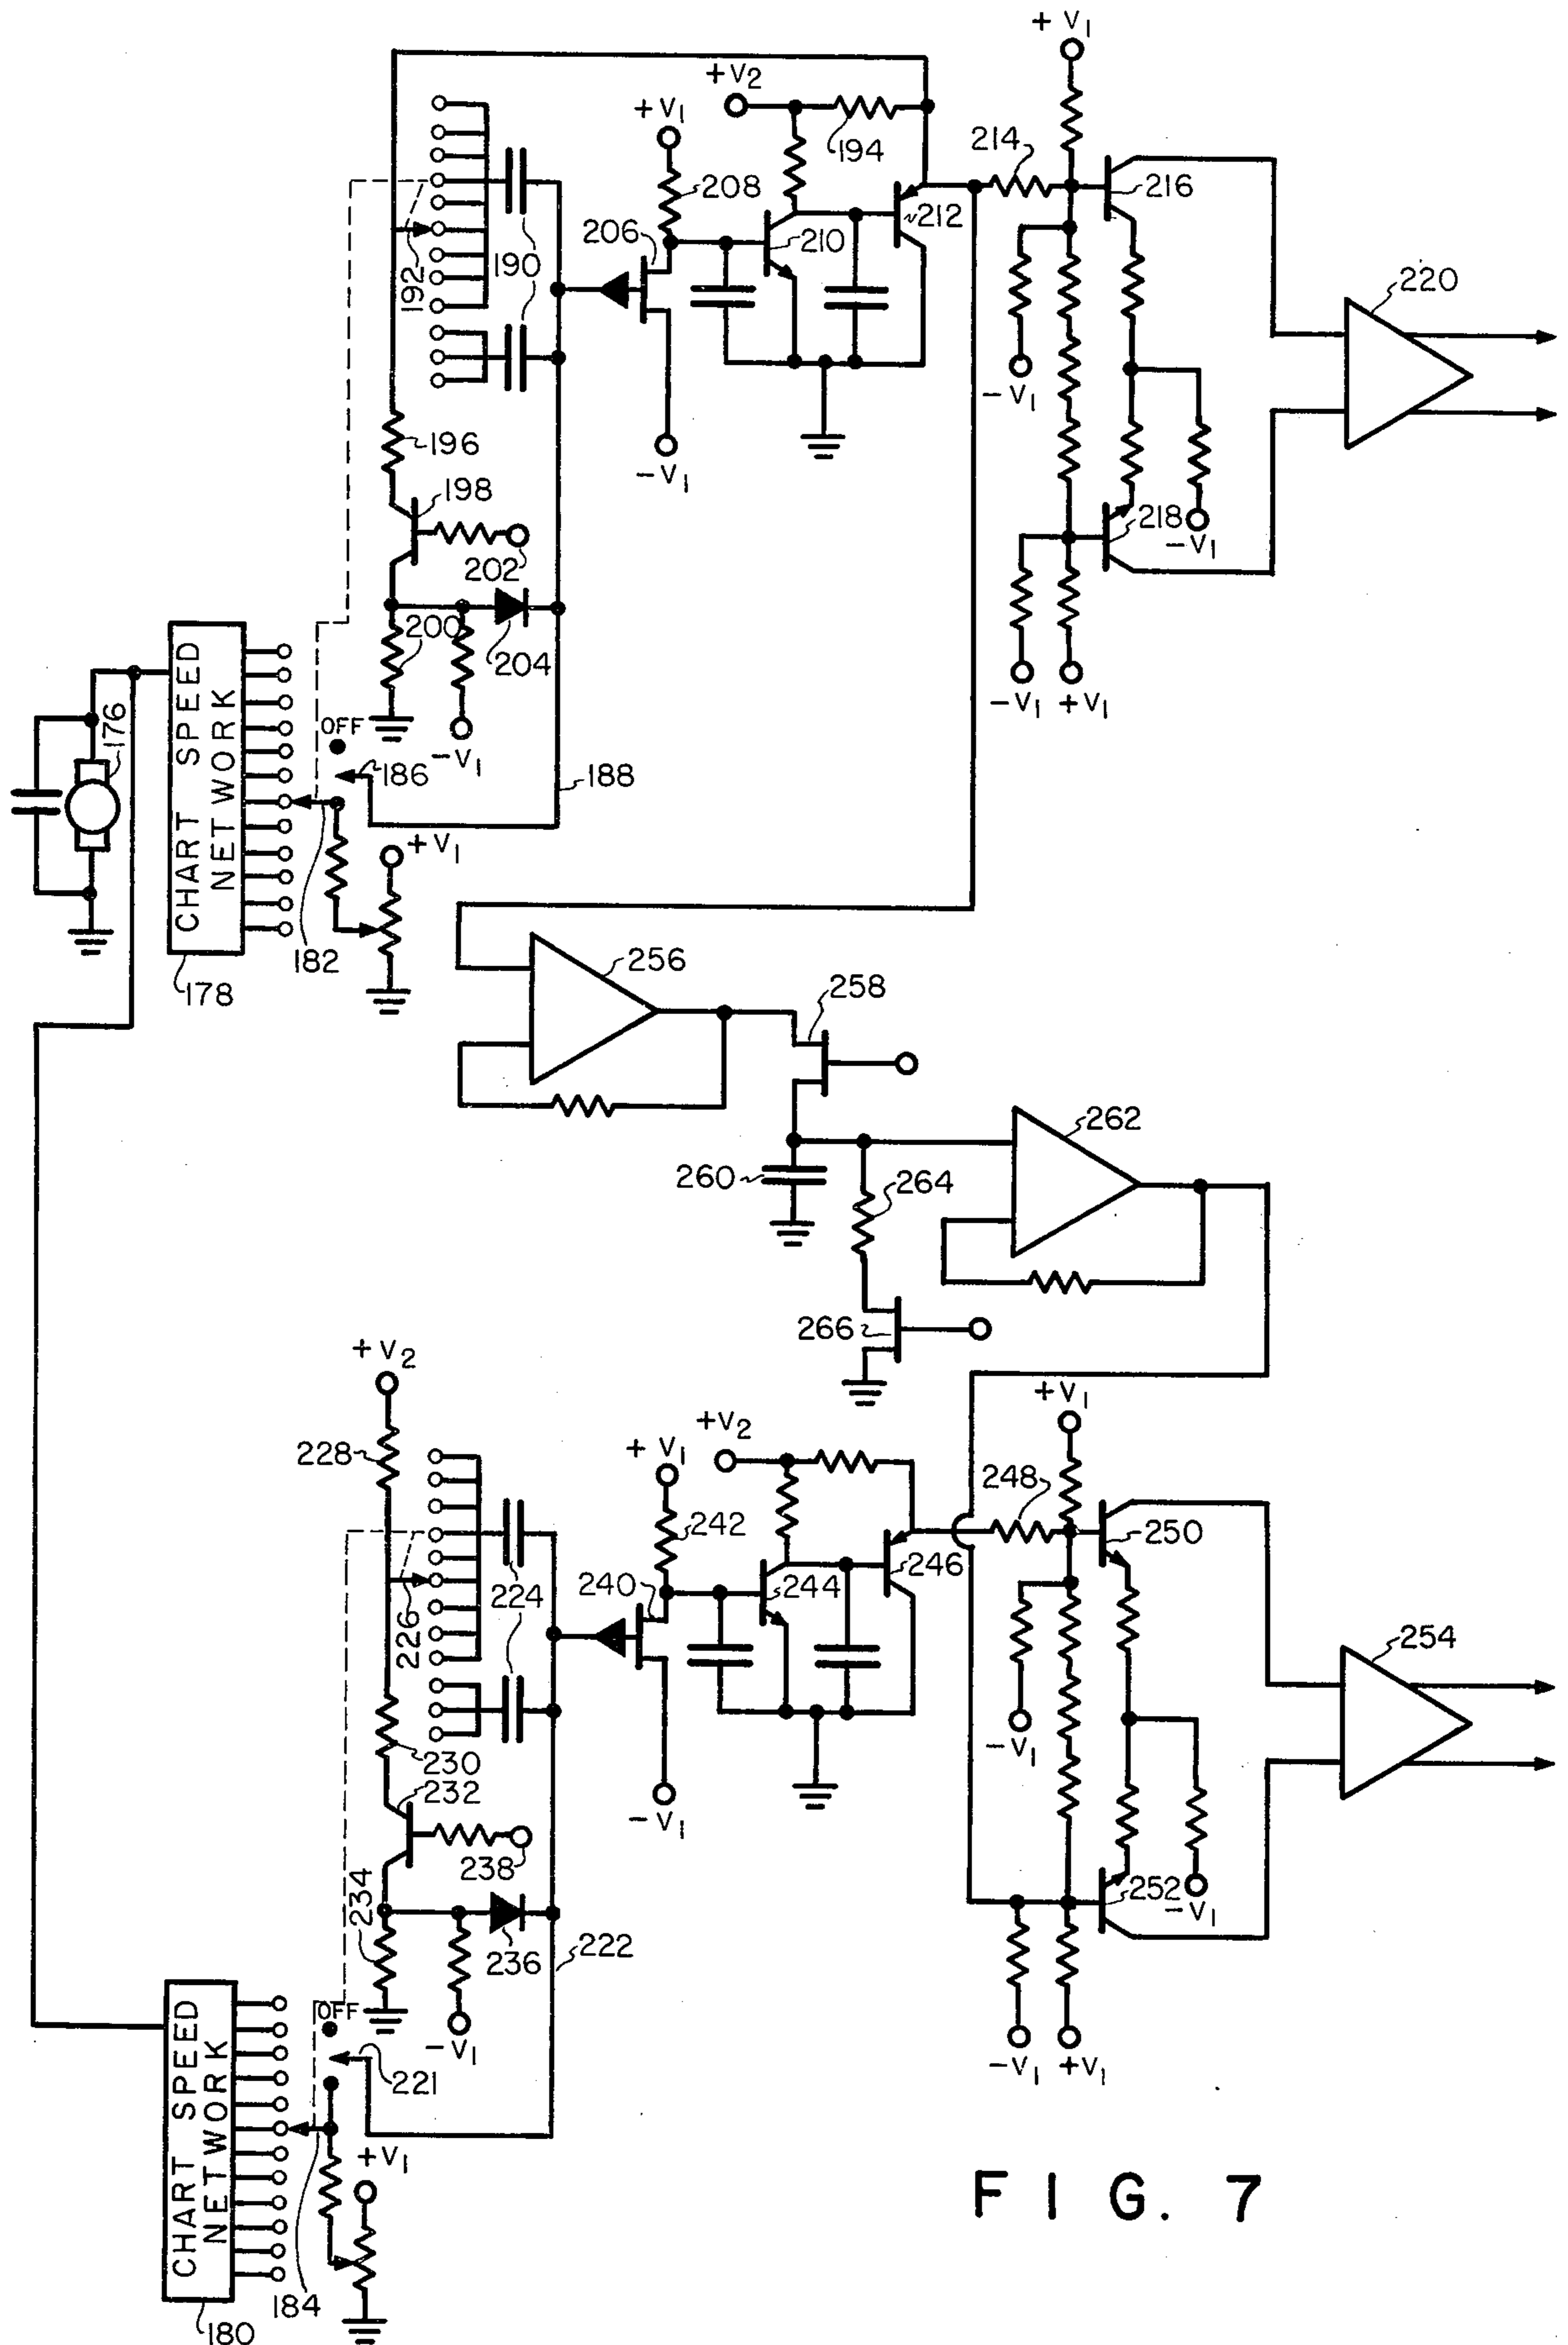 + V1
+V2
+ V1
194
214
208
216
206
212
210
190
192
220
- V1
196
- V1
198
218
202
- V1
200
204
CHART SPEED
NETWORK
176
OFF
- V1
- V1
+ V1
186
188
+ V1
182
178
256
258
262
260
264
266
+ V2
+V1
+V2
228
+ V1
248
242
250
240
246
244
224
226
254
230
- V1
232
- V1
238
252
- V1
234
236
222
CHART SPEED
NETWORK
OFF
- V1
- V1
+V1
221
+V1
184
180
FIG. 7